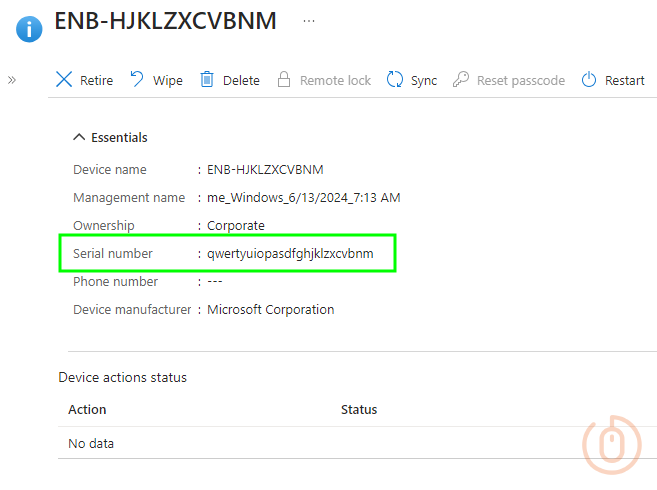 ENB-HJKLZXCVBNM ...
» Retire Wipe Delete Remote lock Sync Reset passcode Restart
Essentials
Device name : ENB-HJKLZXCVBNM
Management name : me_Windows_6/13/2024_7:13 AM
Ownership : Corporate
Serial number : qwertyuiopasdfghjklzxcvbnm
Phone number : ---
Device manufacturer : Microsoft Corporation
Device actions status
Action Status
No data